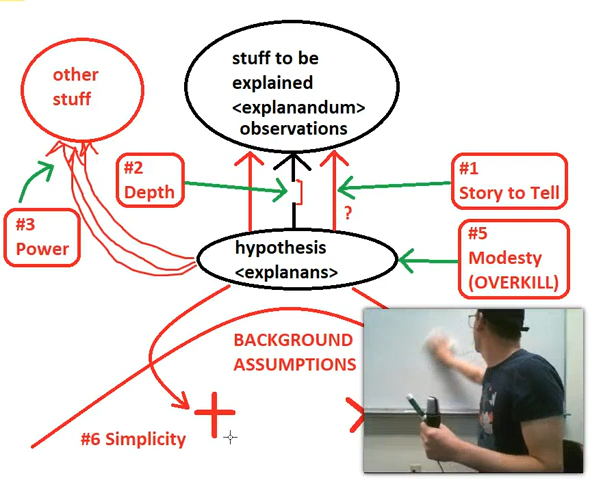 other
stuff
stuff to be
explained
<explanandum>
observations
#2
Depth
#1
Story to Tell
#3
Power
?
hypothesis
<explanans>
#5
Modesty
(OVERKILL)
BACKGROUND
ASSUMPTIONS
#6 Simplicity